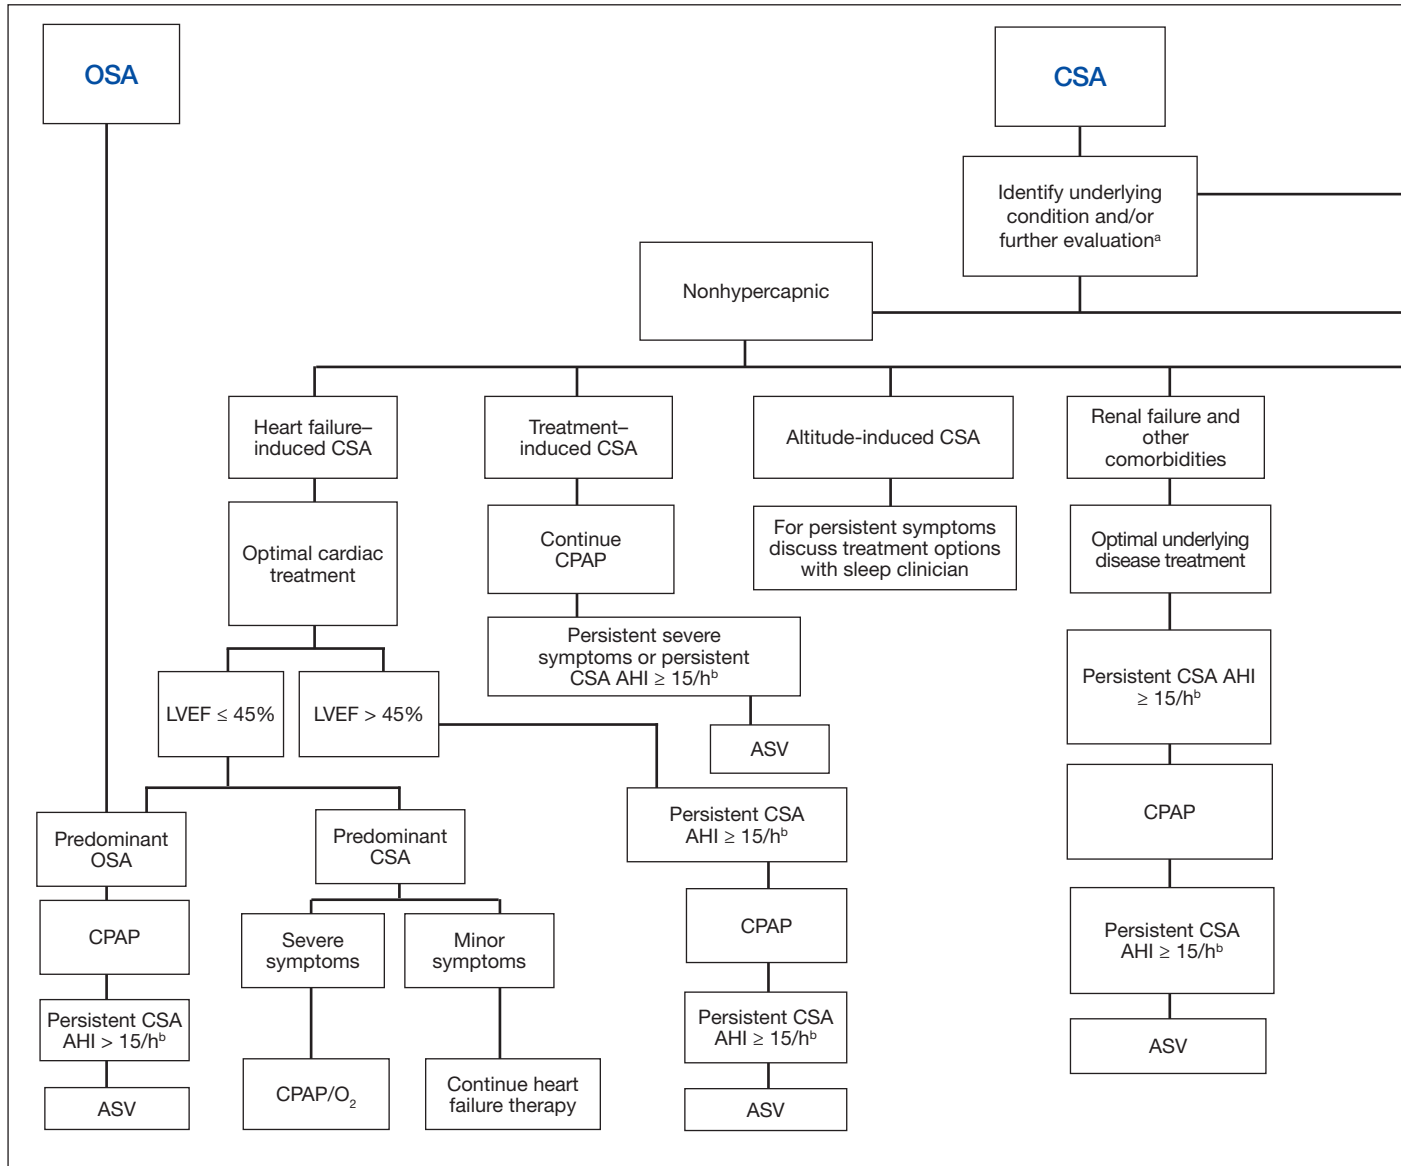 OSA
CSA
Identify underlying
condition and/or
further evaluationᵃ
Nonhypercapnic
Heart failure–
induced CSA
Treatment–
induced CSA
Altitude-induced CSA
Renal failure and
other
comorbidities
Optimal cardiac
treatment
Continue
CPAP
For persistent symptoms
discuss treatment options
with sleep clinician
Optimal underlying
disease treatment
Persistent severe
symptoms or persistent
CSA AHI ≥ 15/hᵇ
Persistent CSA AHI
≥ 15/hᵇ
LVEF ≤ 45%
LVEF > 45%
ASV
Predominant
OSA
Predominant
CSA
Persistent CSA
AHI ≥ 15/hᵇ
CPAP
CPAP
Severe
symptoms
Minor
symptoms
CPAP
Persistent CSA
AHI ≥ 15/hᵇ
Persistent CSA
AHI > 15/hᵇ
Persistent CSA
AHI ≥ 15/hᵇ
ASV
CPAP/O₂
Continue heart
failure therapy
ASV
ASV